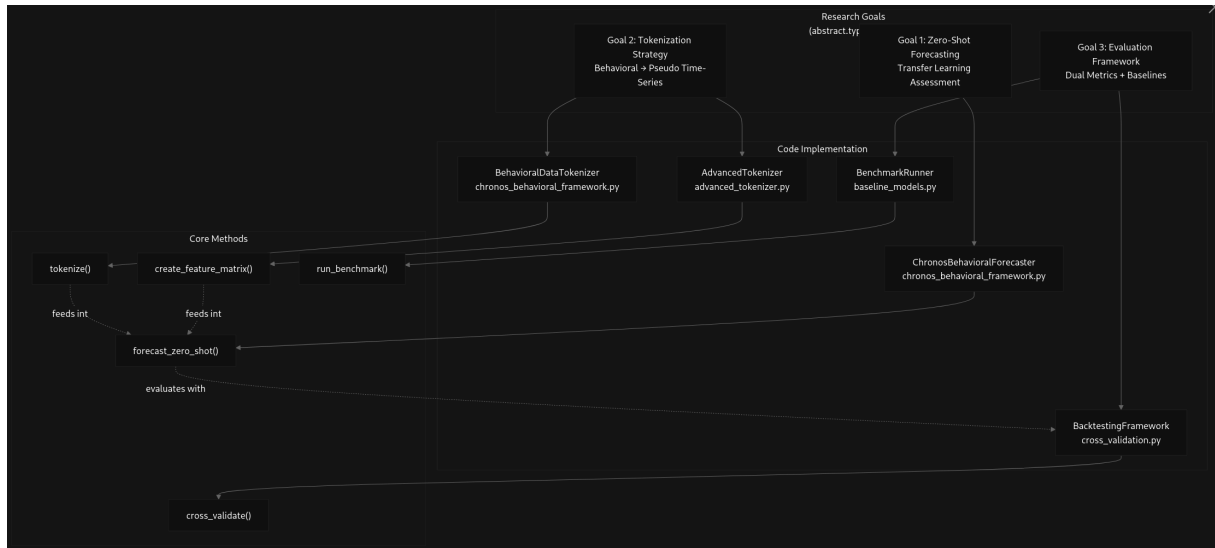 Research Goals
(abstract.typ
Goal 2: Tokenization
Strategy
Behavioral → Pseudo Time-
Series
Goal 1: Zero-Shot
Forecasting
Transfer Learning
Assessment
Goal 3: Evaluation
Framework
Dual Metrics + Baselines
Code Implementation
BehavioralDataTokenizer
chronos_behavioral_framework.py
AdvancedTokenizer
advanced_tokenizer.py
BenchmarkRunner
baseline_models.py
Core Methods
tokenize()
create_feature_matrix()
run_benchmark()
ChronosBehavioralForecaster
chronos_behavioral_framework.py
feeds int
feeds int
forecast_zero_shot()
evaluates with
BacktestingFramework
cross_validation.py
cross_validate()